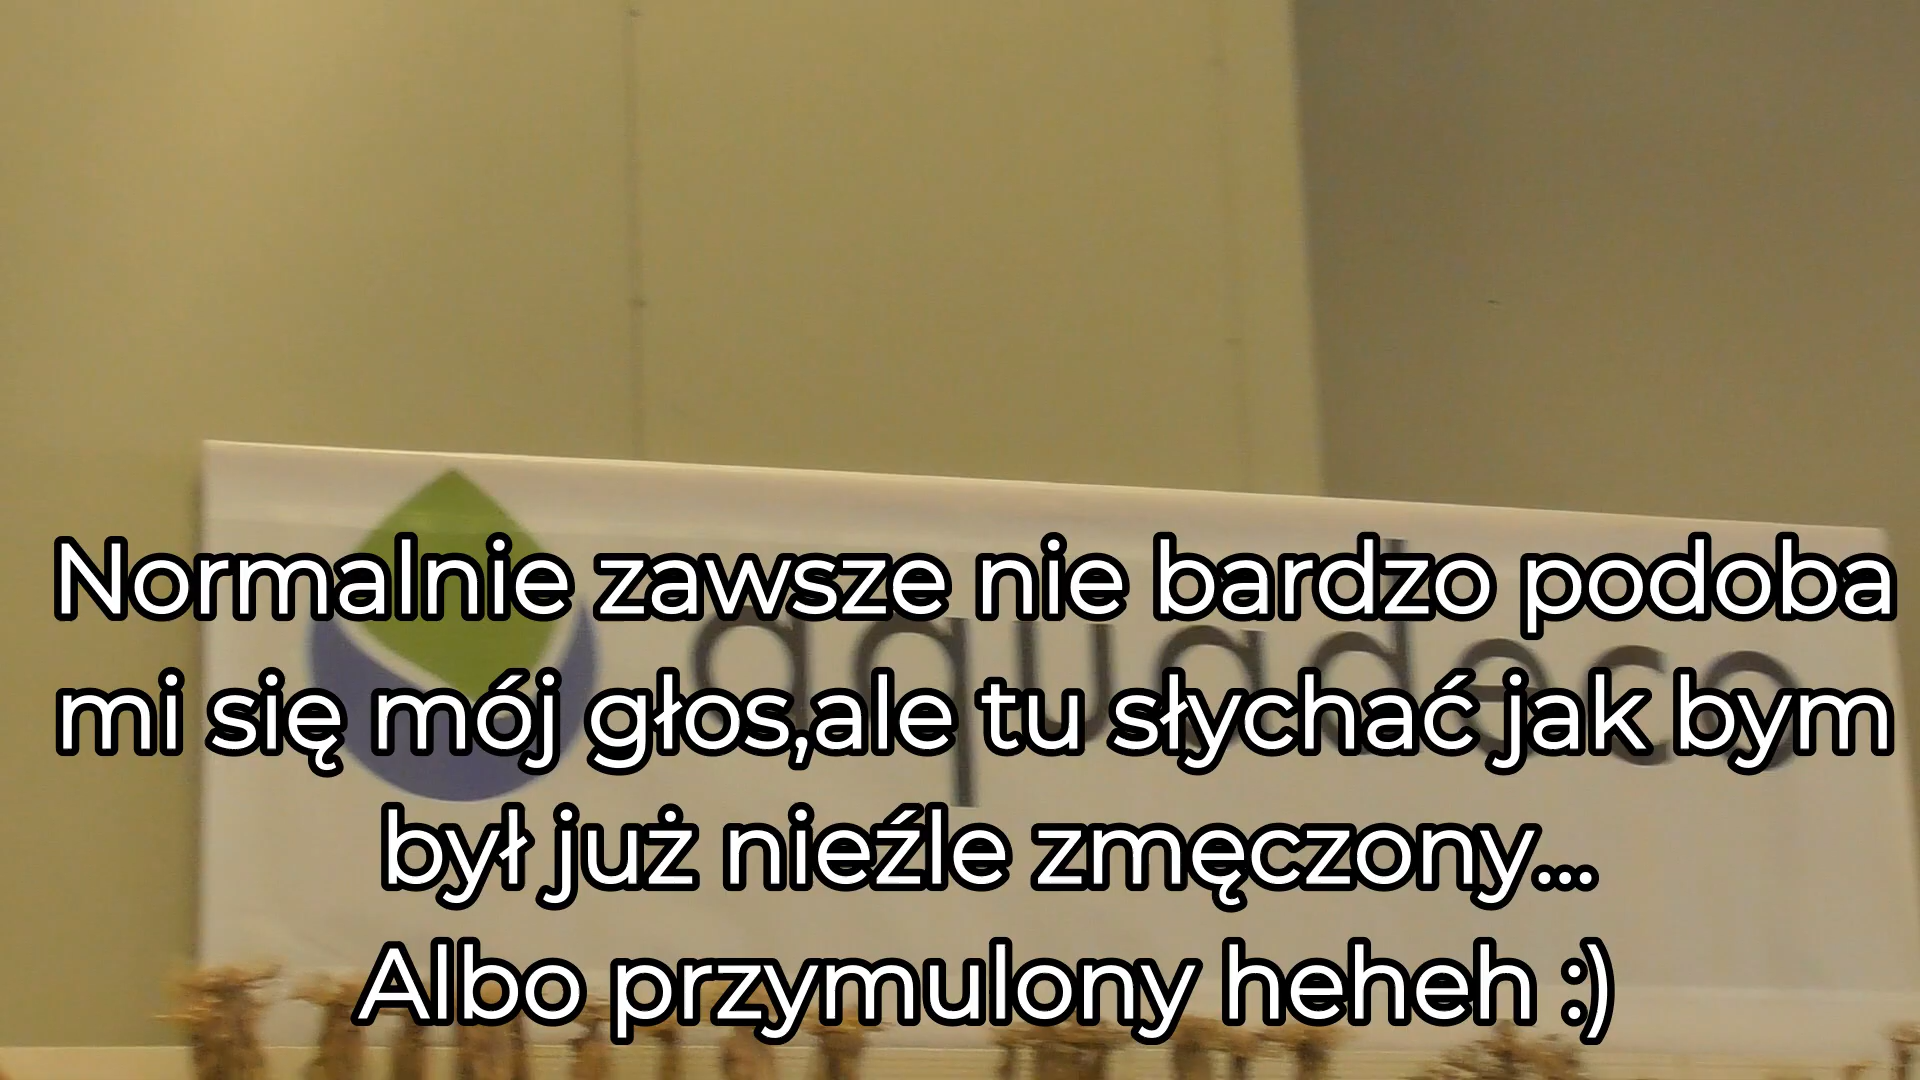 aquadeco
Normalnie zawsze nie bardzo podoba
mi się mój głos,ale tu słychać jak bym
był już nieźle zmęczony...
Albo przymulony heheh :)